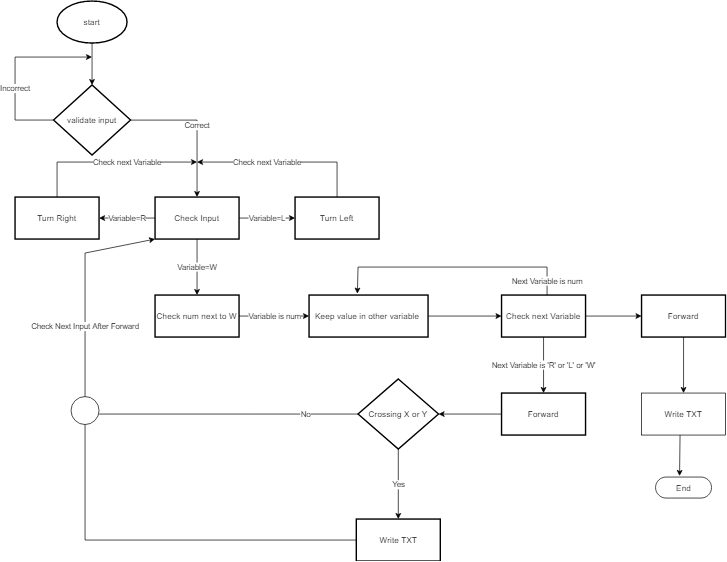 start
Incorrect
validate input
Correct
Check next Variable
Check next Variable
Turn Right
Variable=R
Check Input
Variable=L
Turn Left
Variable=W
Next Variable is num
Check num next to W
Variable is num
Keep value in other variable
Check next Variable
Forward
Check Next Input After Forward
Next Variable is 'R' or 'L' or 'W'
No
Crossing X or Y
Forward
Write TXT
Yes
End
Write TXT